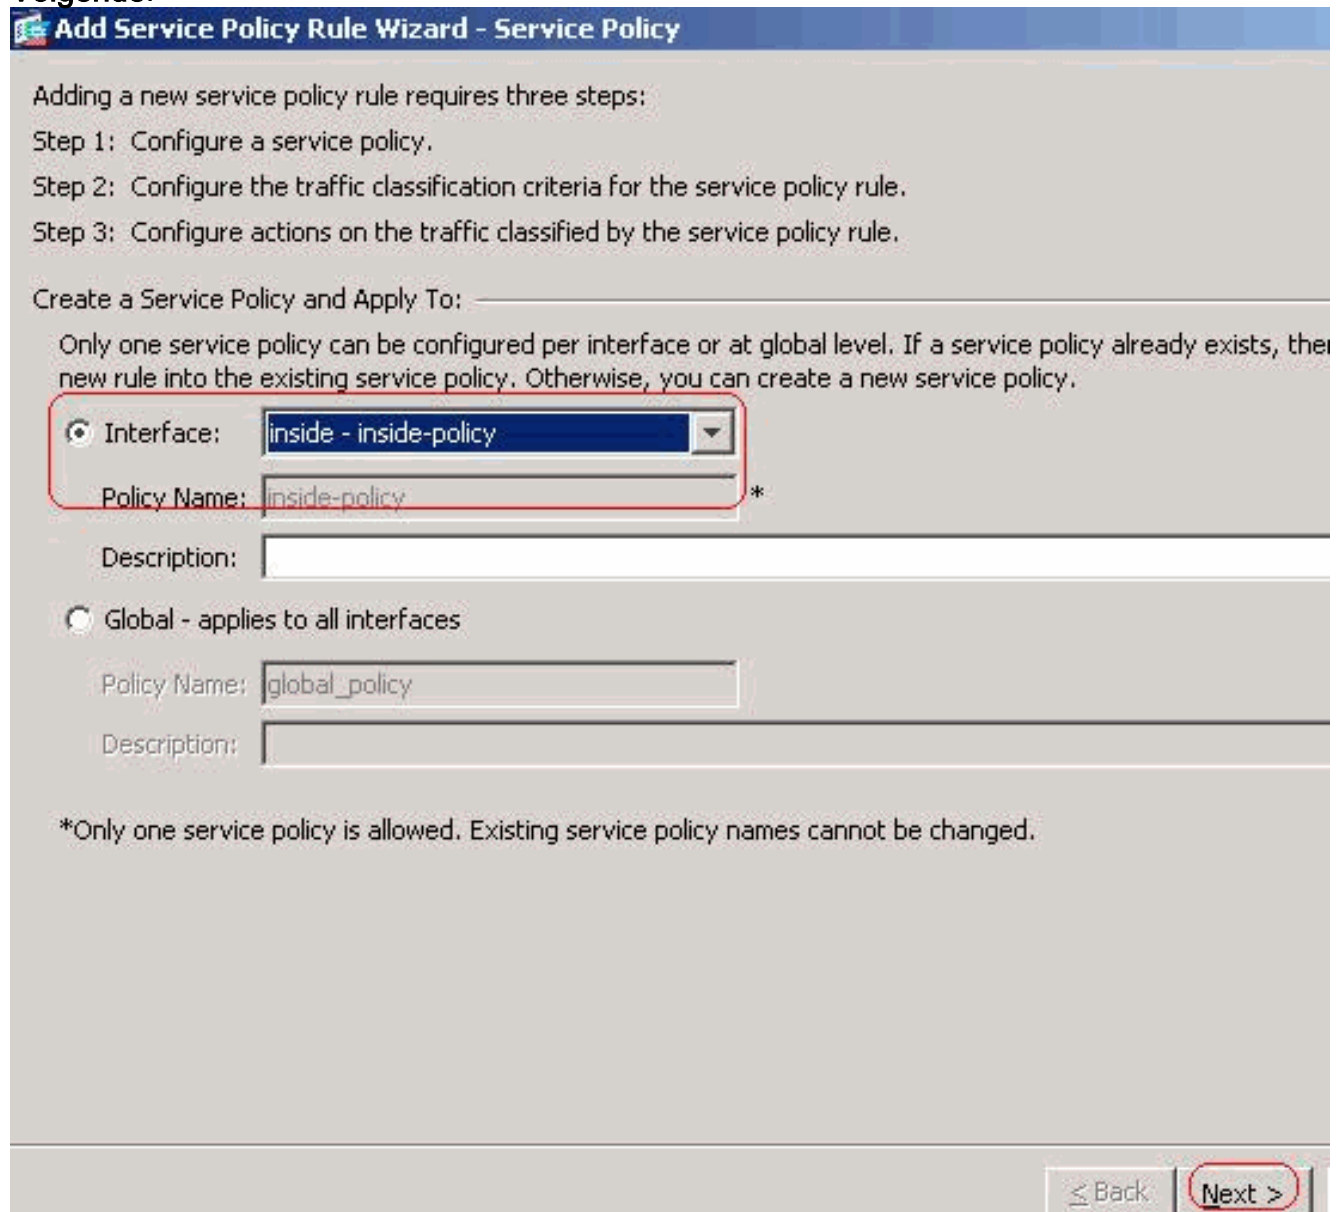 Volgende.
Add Service Policy Rule Wizard - Service Policy
Adding a new service policy rule requires three steps:
Step 1: Configure a service policy.
Step 2: Configure the traffic classification criteria for the service policy rule.
Step 3: Configure actions on the traffic classified by the service policy rule.
Create a Service Policy and Apply To:
Only one service policy can be configured per interface or at global level. If a service policy already exists, then
new rule into the existing service policy. Otherwise, you can create a new service policy.
Interface: inside - inside-policy
Policy Name: inside-policy *
Description:
Global - applies to all interfaces
Policy Name: global_policy
Description:
*Only one service policy is allowed. Existing service policy names cannot be changed.
< Back Next >